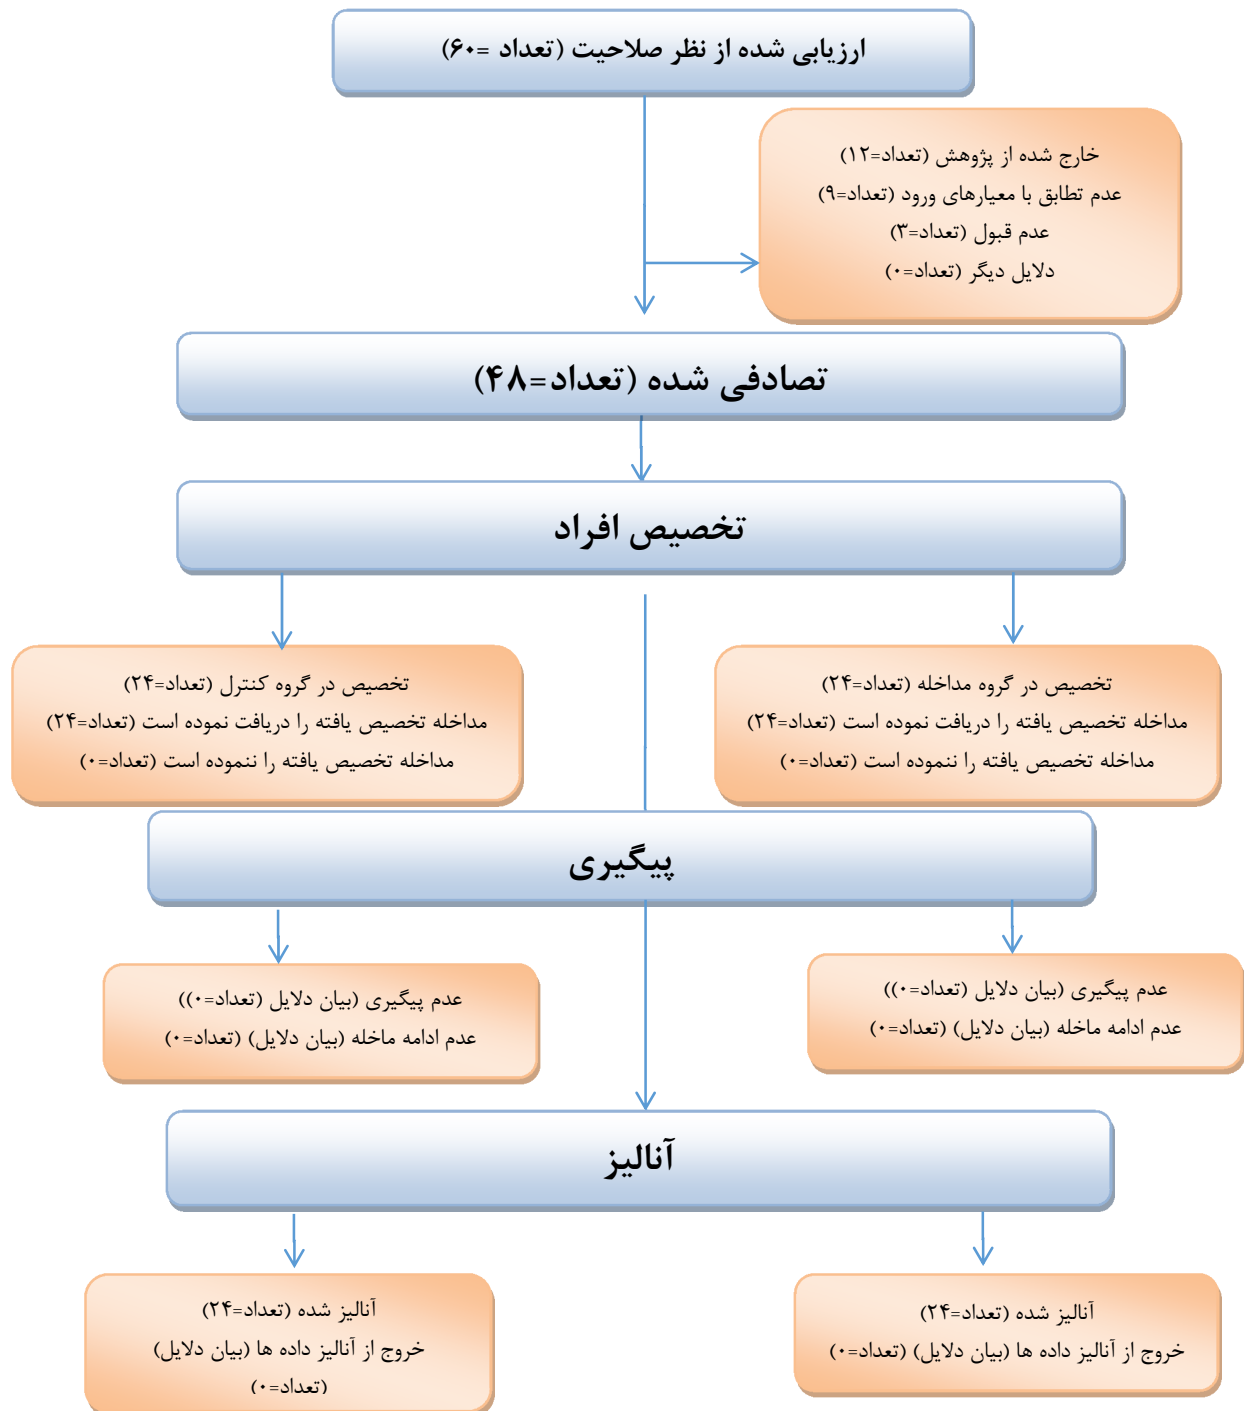 ارزیابی شده از نظر صلاحیت (تعداد =۶۰)
خارج شده از پژوهش (تعداد=۱۲)
عدم تطابق با معیارهای ورود (تعداد=۹)
عدم قبول (تعداد=۳)
دلایل دیگر (تعداد=۰)
تصادفی شده (تعداد=۴۸)
تخصیص افراد
تخصیص در گروه مداخله (تعداد=۲۴)
مداخله تخصیص یافته را دریافت نموده است (تعداد=۲۴)
مداخله تخصیص یافته را ننموده است (تعداد=۰)
تخصیص در گروه کنترل (تعداد=۲۴)
مداخله تخصیص یافته را دریافت نموده است (تعداد=۲۴)
مداخله تخصیص یافته را ننموده است (تعداد=۰)
پیگیری
عدم پیگیری (بیان دلایل (تعداد=۰))
عدم ادامه ماخله (بیان دلایل) (تعداد=۰)
عدم پیگیری (بیان دلایل (تعداد=۰))
عدم ادامه ماخله (بیان دلایل) (تعداد=۰)
آنالیز
آنالیز شده (تعداد=۲۴)
خروج از آنالیز داده ها (بیان دلایل) (تعداد=۰)
آنالیز شده (تعداد=۲۴)
خروج از آنالیز داده ها (بیان دلایل)
(تعداد=۰)